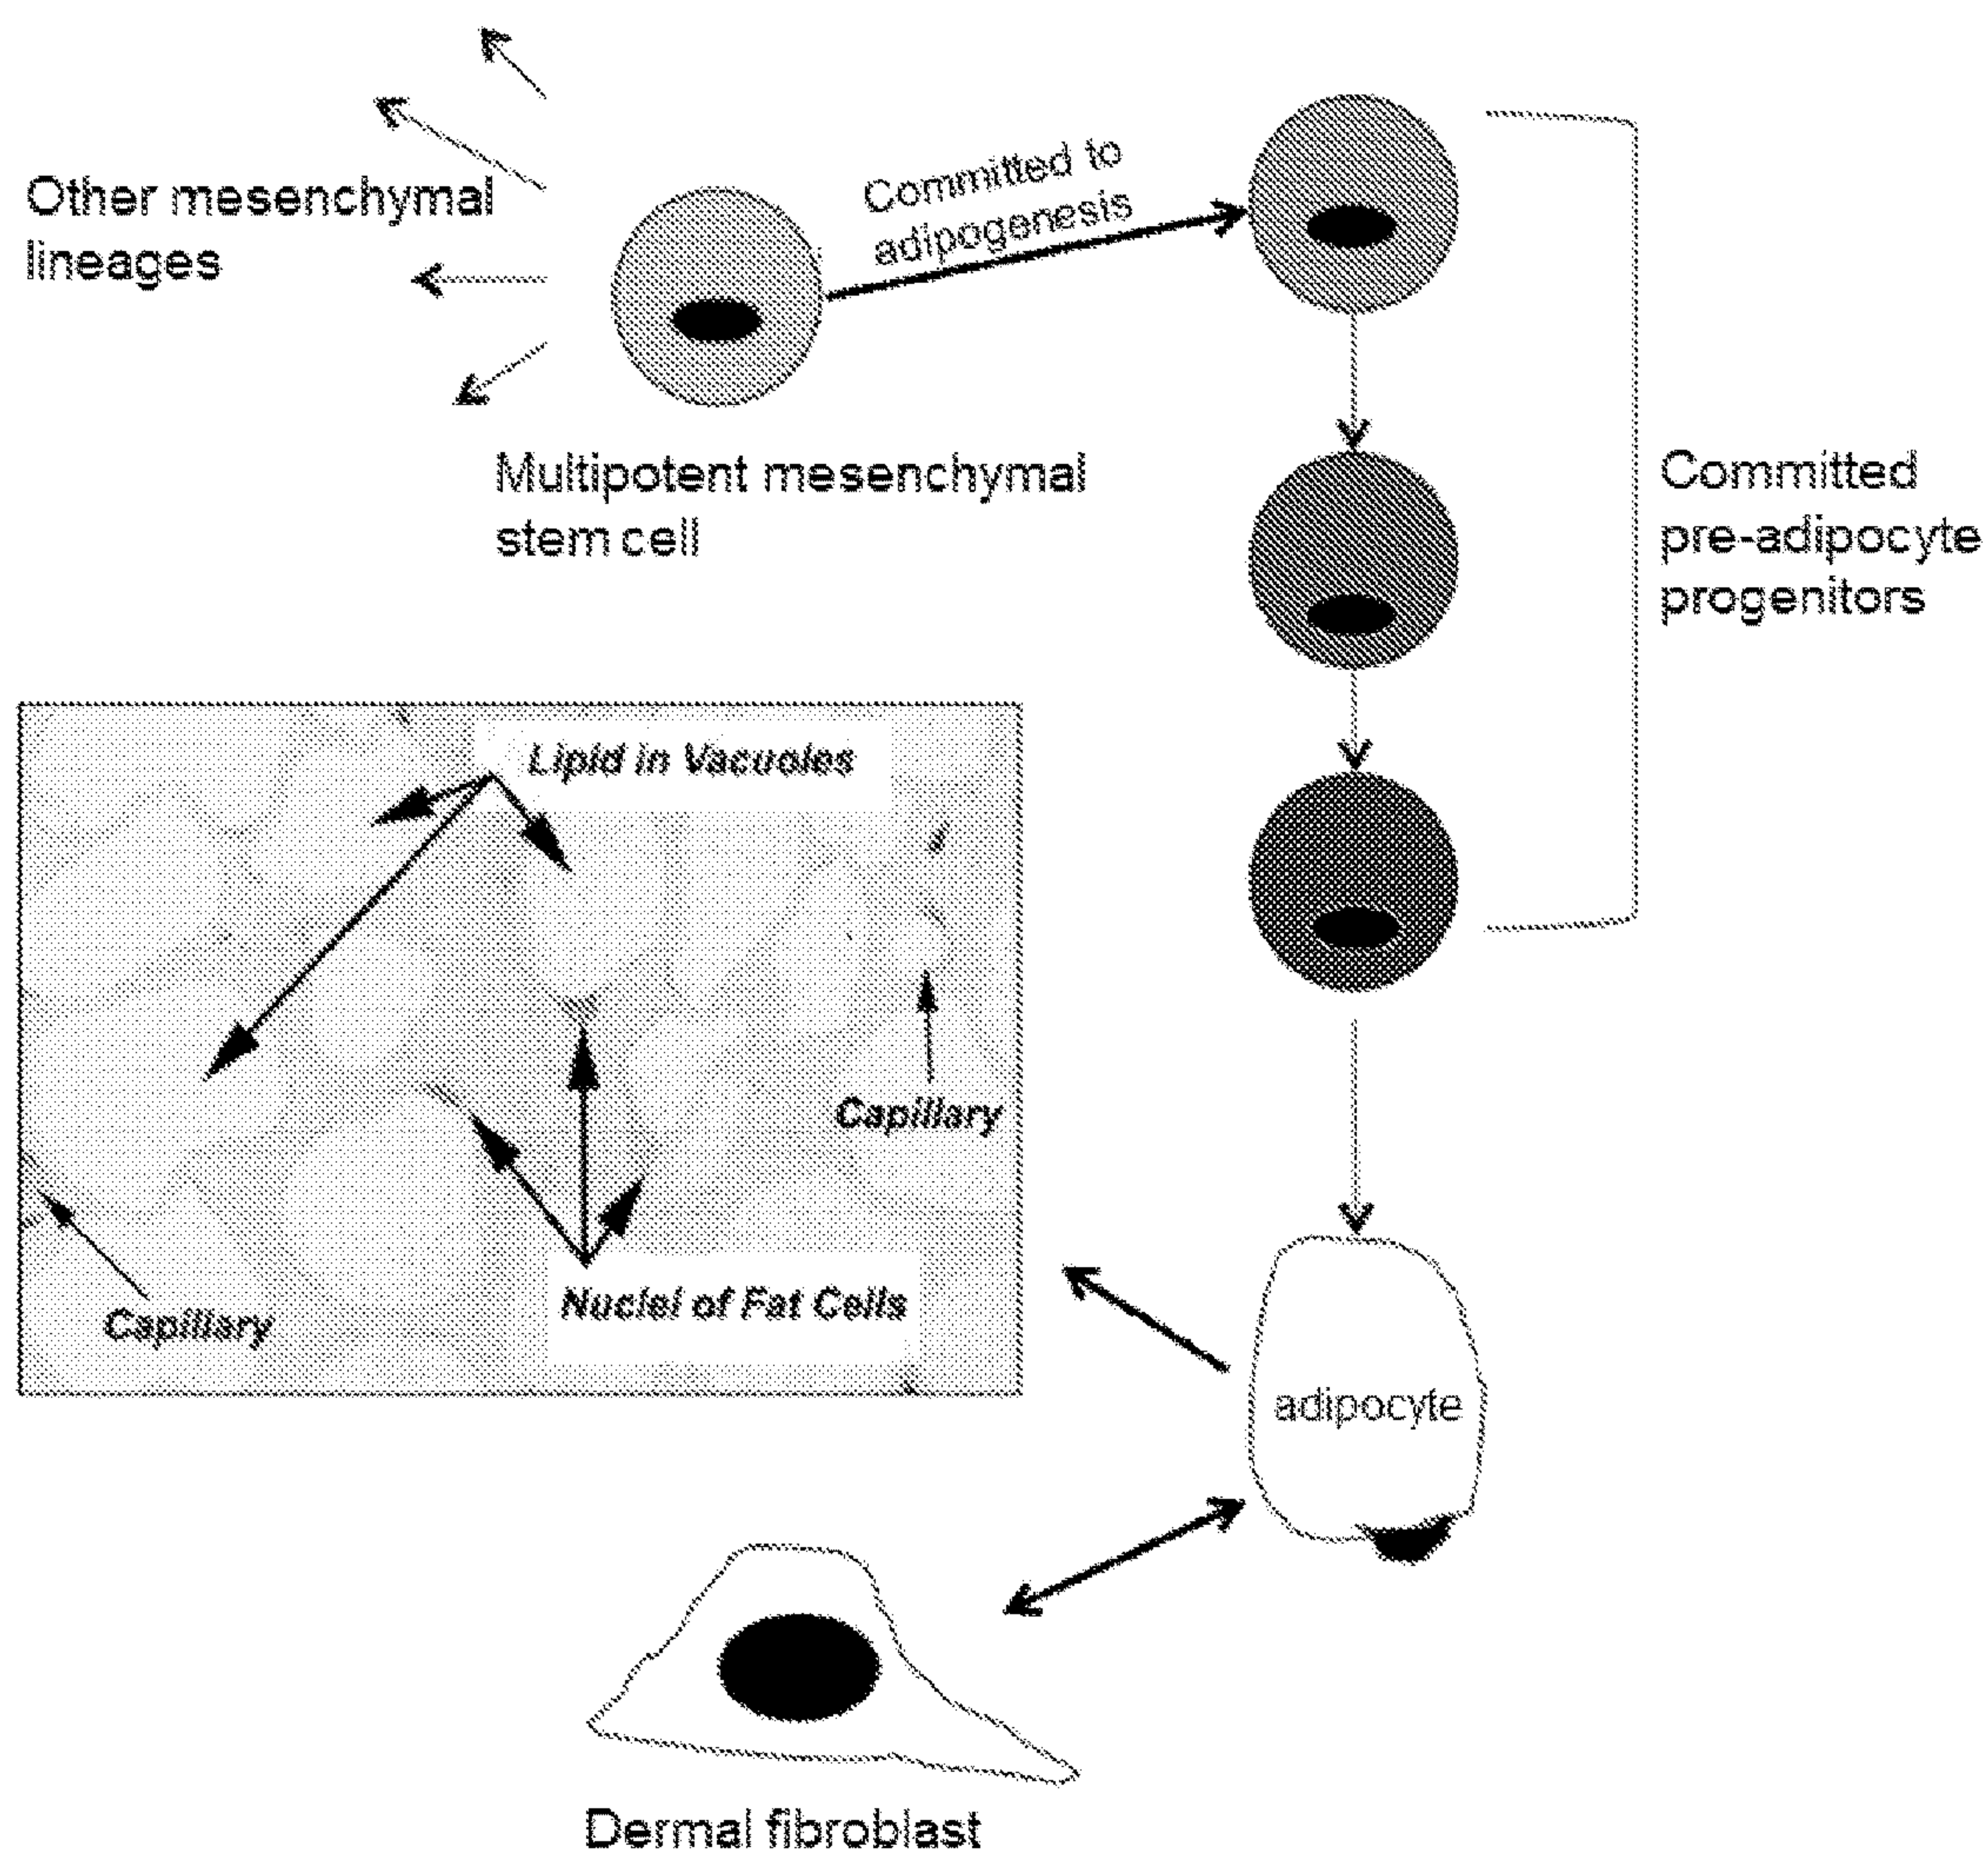 Other mesenchymal
lineages
Committed to
adipogenesis
Multipotent mesenchymal
stem cell
Committed
pre-adipocyte
progenitors
Lipid in Vacuoles
Capillary
Nuclei of Fat Cells
Capillary
adipocyte
Dermal fibroblast